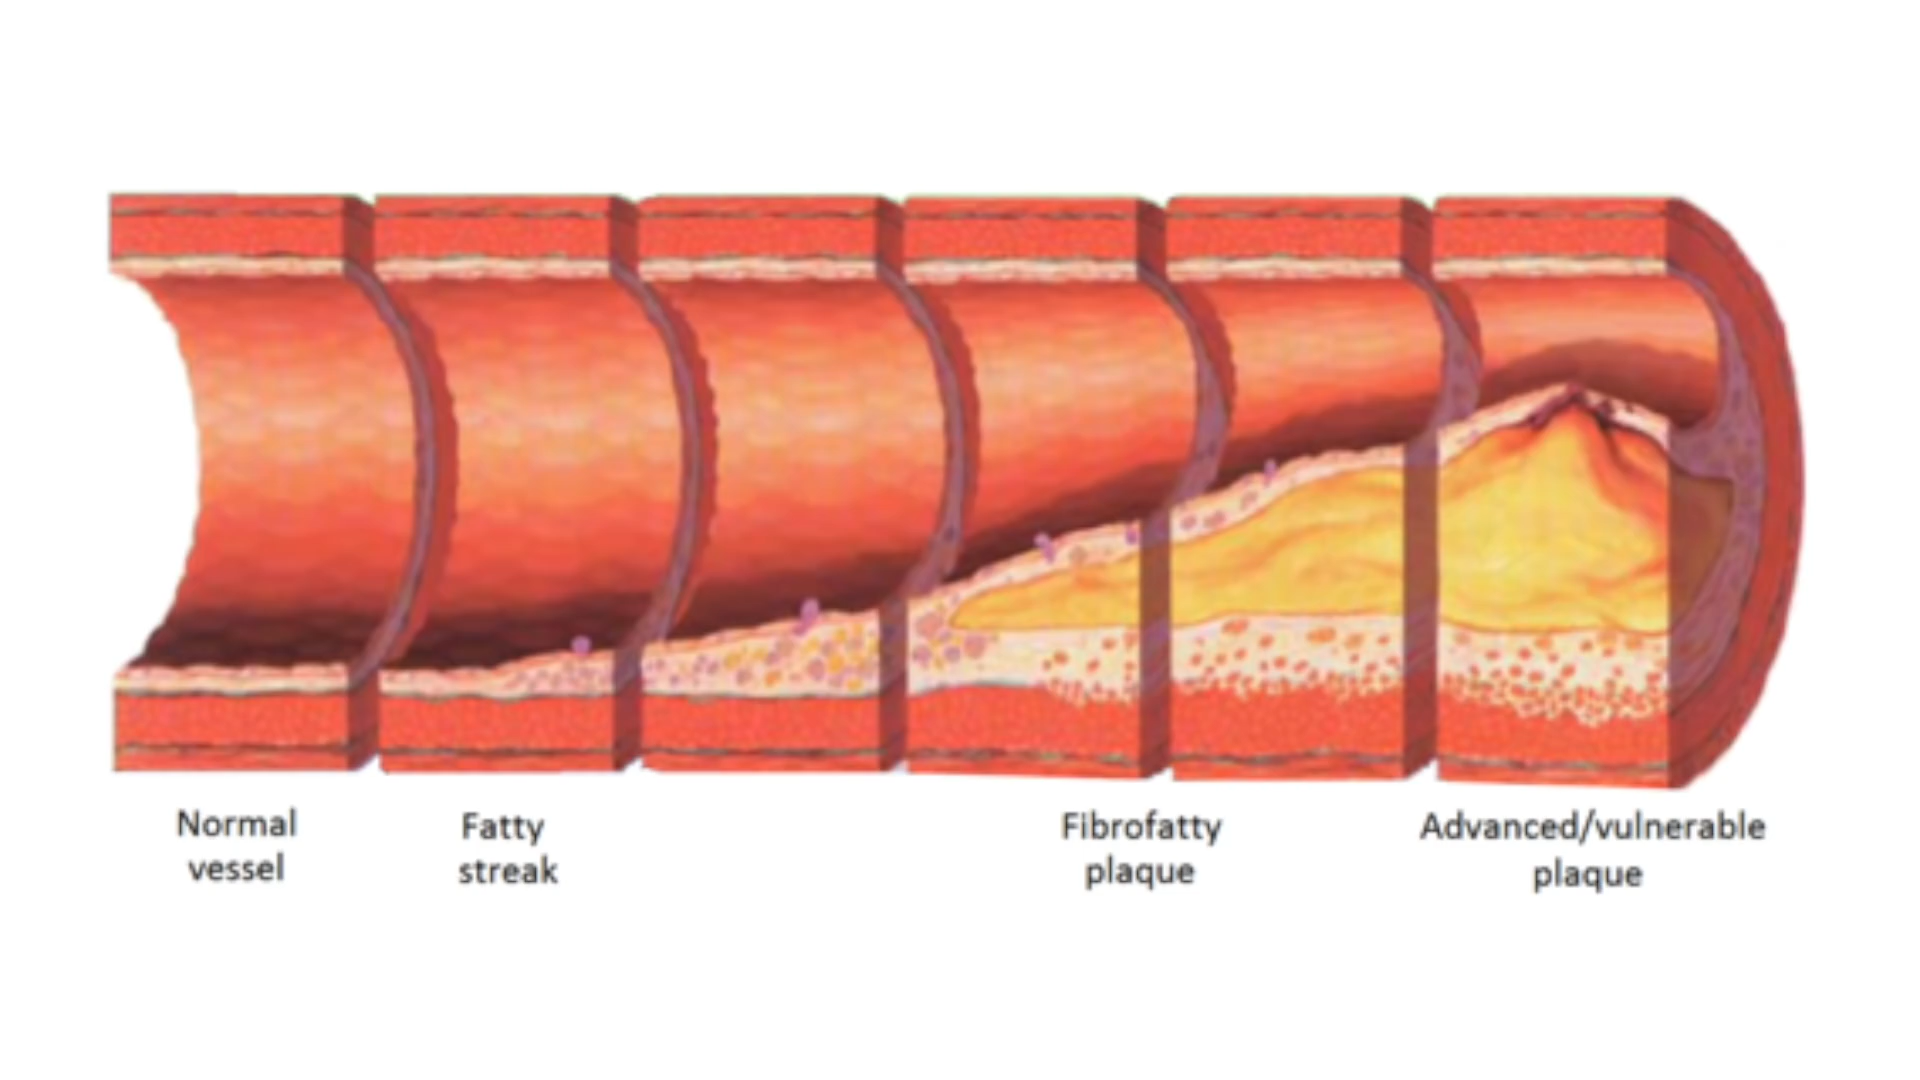 Normal
vessel
Fatty
streak
Fibrofatty
plaque
Advanced/vulnerable
plaque